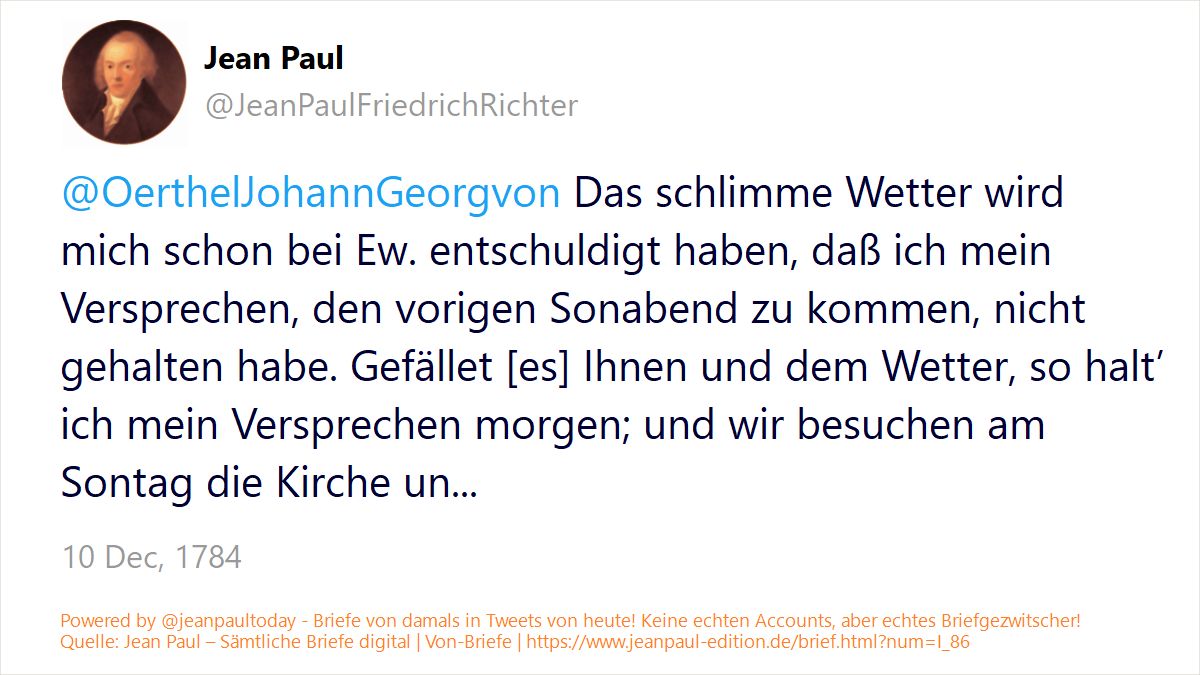 Jean Paul
@JeanPaulFriedrichRichter
@OerthelJohannGeorgvon Das schlimme Wetter wird
mich schon bei Ew. entschuldigt haben, daß ich mein
Versprechen, den vorigen Sonabend zu kommen, nicht
gehalten habe. Gefället [es] Ihnen und dem Wetter, so halt’
ich mein Versprechen morgen; und wir besuchen am
Sontag die Kirche un...
10 Dec, 1784
Powered by @jeanpaultoday - Briefe von damals in Tweets von heute! Keine echten Accounts, aber echtes Briefgezwitscher!
Quelle: Jean Paul – Sämtliche Briefe digital | Von-Briefe | https://www.jeanpaul-edition.de/brief.html?num=I_86